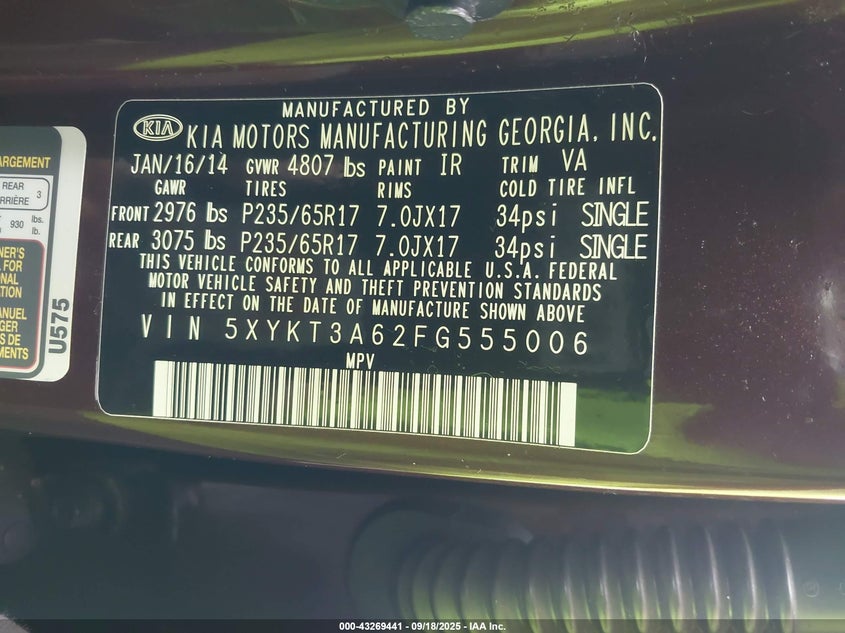 MANUFACTURED BY
KIA KIA MOTORS MANUFACTURING GEORGIA, INC.
JAN/16/14 GVWR 4807 lbs PAINT IR TRIM VA
GAWR TIRES RIMS COLD TIRE INFL
FRONT 2976 lbs P235/65R17 7.0JX17 34psi SINGLE
REAR 3075 lbs P235/65R17 7.0JX17 34psi SINGLE
THIS VEHICLE CONFORMS TO ALL APPLICABLE U.S.A. FEDERAL
MOTOR VEHICLE SAFETY AND THEFT PREVENTION STANDARDS
IN EFFECT ON THE DATE OF MANUFACTURE SHOWN ABOVE
VIN 5XYKT3A62FG555006
MPV
REAR
3
930 lbs.
lb.
U575
000-43269441 - 09/18/2025 - IAA Inc.